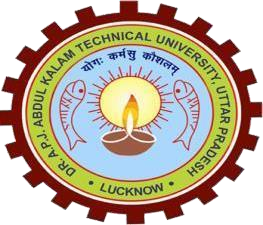 DR. A.P.J. ABDUL KALAM TECHNICAL UNIVERSITY, UTTAR PRADESH
योगः कर्मसु कौशलम्
LUCKNOW